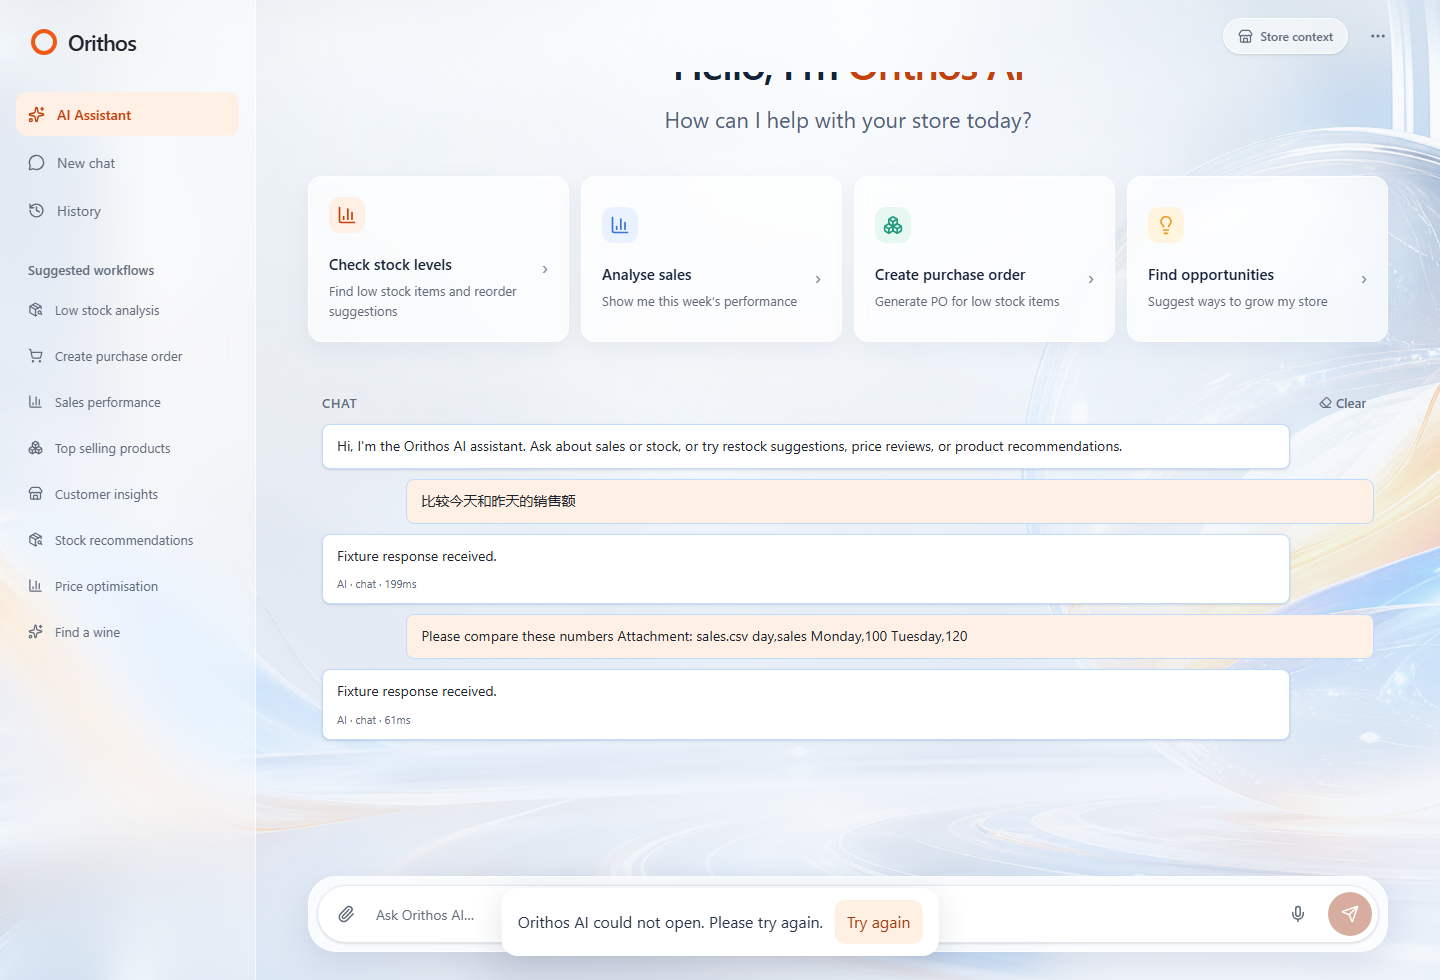 Orithos
AI Assistant
New chat
History
Suggested workflows
Low stock analysis
Create purchase order
Sales performance
Top selling products
Customer insights
Stock recommendations
Price optimisation
Find a wine
Store context
Hello, I'm Orithos AI
How can I help with your store today?
Check stock levels
Find low stock items and reorder
suggestions
Analyse sales
Show me this week's performance
Create purchase order
Generate PO for low stock items
Find opportunities
Suggest ways to grow my store
CHAT
Clear
Hi, I'm the Orithos AI assistant. Ask about sales or stock, or try restock suggestions, price reviews, or product recommendations.
比较今天和昨天的销售额
Fixture response received.
AI · chat · 199ms
Please compare these numbers Attachment: sales.csv day,sales Monday,100 Tuesday,120
Fixture response received.
AI · chat · 61ms
Ask Orithos AI...
Orithos AI could not open. Please try again.
Try again